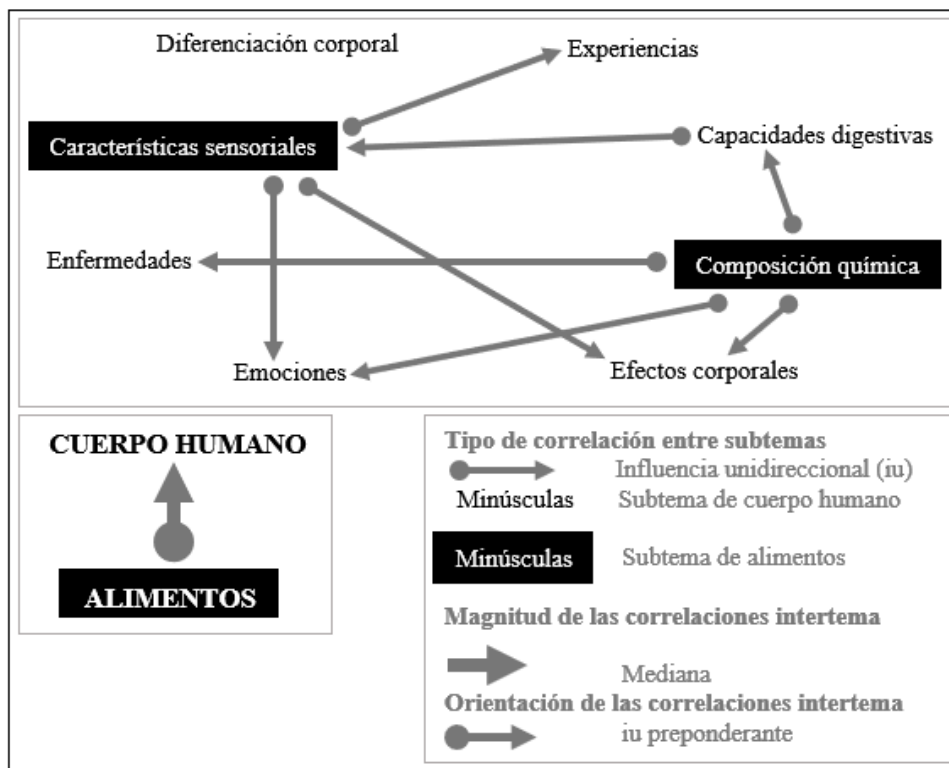 Diferenciación corporal
Experiencias
Características sensoriales
Capacidades digestivas
Enfermedades
Composición química
Emociones
Efectos corporales
CUERPO HUMANO
ALIMENTOS
Tipo de correlación entre subtemas
Influencia unidireccional (iu)
Minúsculas Subtema de cuerpo humano
Minúsculas Subtema de alimentos
Magnitud de las correlaciones intertema
Mediana
Orientación de las correlaciones intertema
iu preponderante